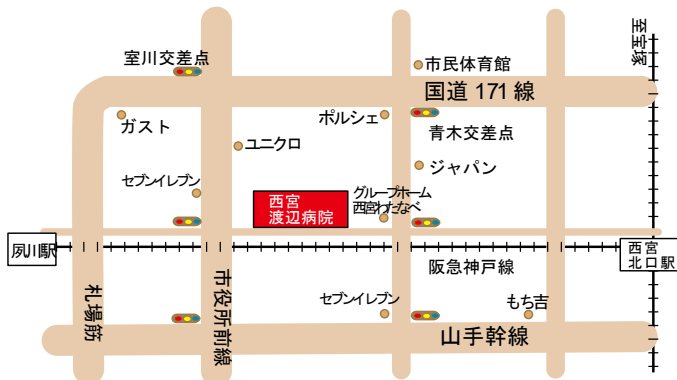 室川交差点
市民体育館
至宝塚
国道 171 線
ガスト
ポルシェ
青木交差点
ユニクロ
ジャパン
セブンイレブン
西宮
渡辺病院
グループホーム
西宮わたなべ
夙川駅
西宮
北口駅
阪急神戸線
札場筋
市役所前線
セブンイレブン
もち吉
山手幹線